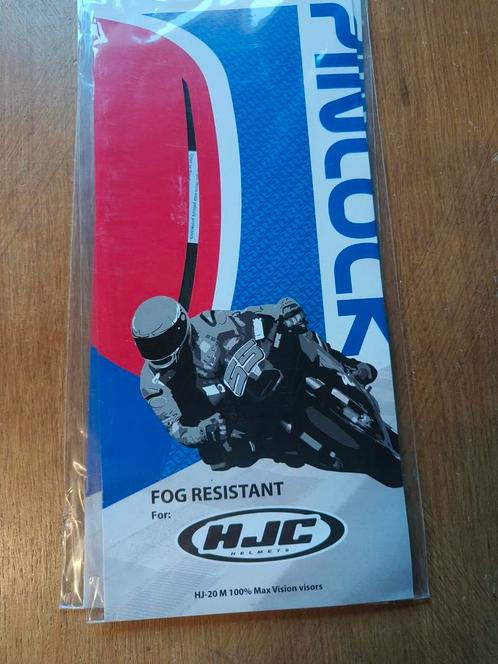 PINLOCK
55
FOG RESISTANT
For:
HJC
HELMETS
HJ-20 M 100% Max Vision visors